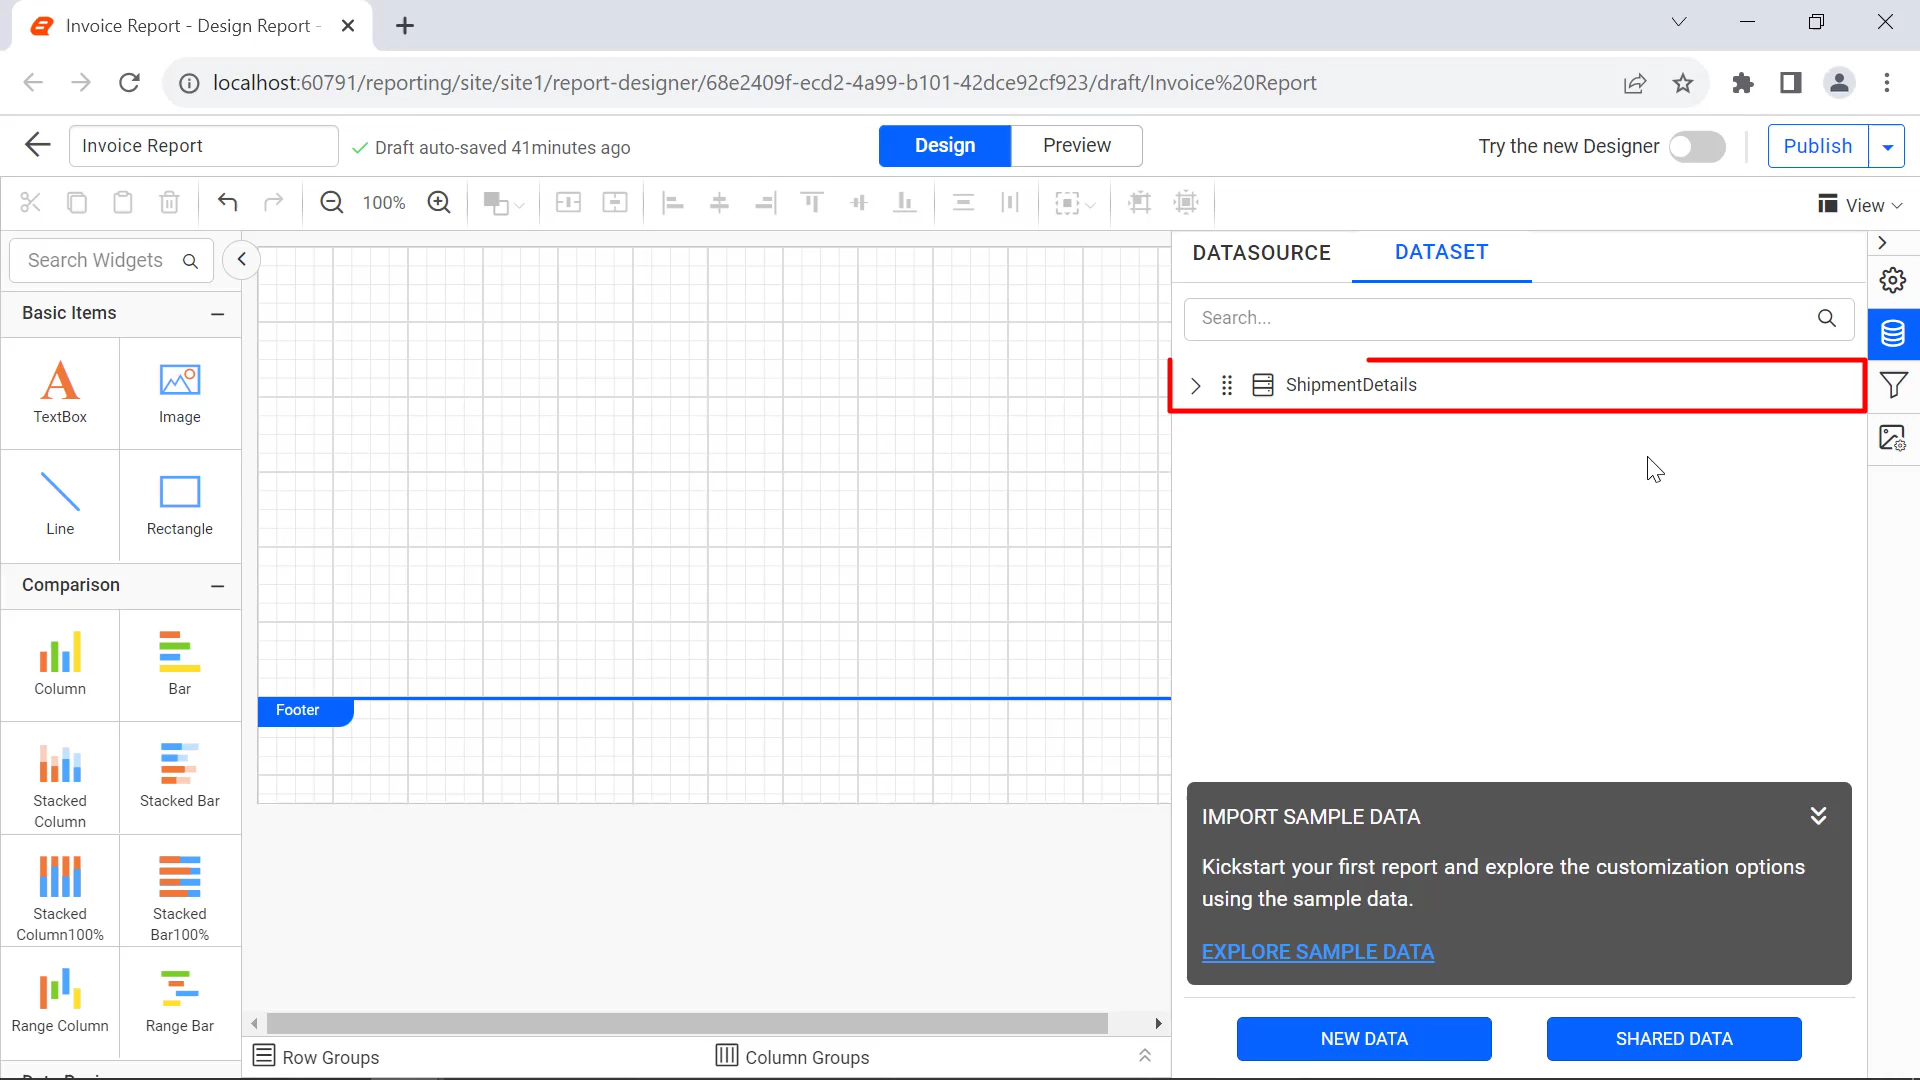 Invoice Report - Design Report -
localhost:60791/reporting/site/site1/report-designer/68e2409f-ecd2-4a99-b101-42dce92cf923/draft/Invoice%20Report
Invoice Report
Draft auto-saved 41minutes ago
Design
Preview
Try the new Designer
Publish
100%
View
Search Widgets
Basic Items
TextBox
Image
Line
Rectangle
Comparison
Column
Bar
Stacked
Column
Stacked Bar
Stacked
Column100%
Stacked
Bar100%
Range Column
Range Bar
Footer
Row Groups
Column Groups
DATASOURCE
DATASET
Search...
ShipmentDetails
IMPORT SAMPLE DATA
Kickstart your first report and explore the customization options
using the sample data.
EXPLORE SAMPLE DATA
NEW DATA
SHARED DATA